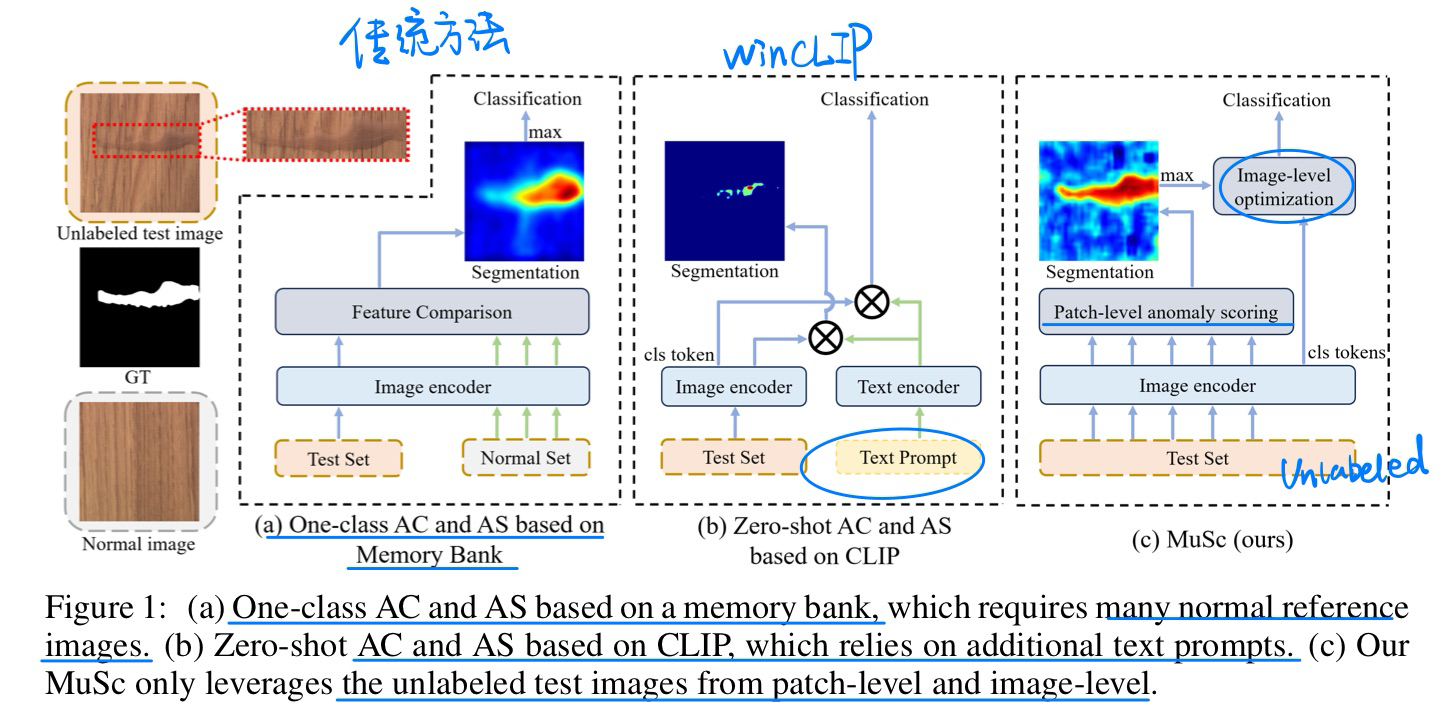 传统方法
winCLIP
Unlabeled test image
GT
Normal image
Classification
max
Segmentation
Feature Comparison
Image encoder
Test Set
Normal Set
(a) One-class AC and AS based on
Memory Bank
Classification
Segmentation
cls token
Image encoder
Text encoder
Test Set
Text Prompt
(b) Zero-shot AC and AS
based on CLIP
Classification
max
Image-level
optimization
Segmentation
Patch-level anomaly scoring
cls tokens
Image encoder
Test Set
Unlabeled
(c) MuSc (ours)
Figure 1: (a) One-class AC and AS based on a memory bank, which requires many normal reference
images. (b) Zero-shot AC and AS based on CLIP, which relies on additional text prompts. (c) Our
MuSc only leverages the unlabeled test images from patch-level and image-level.